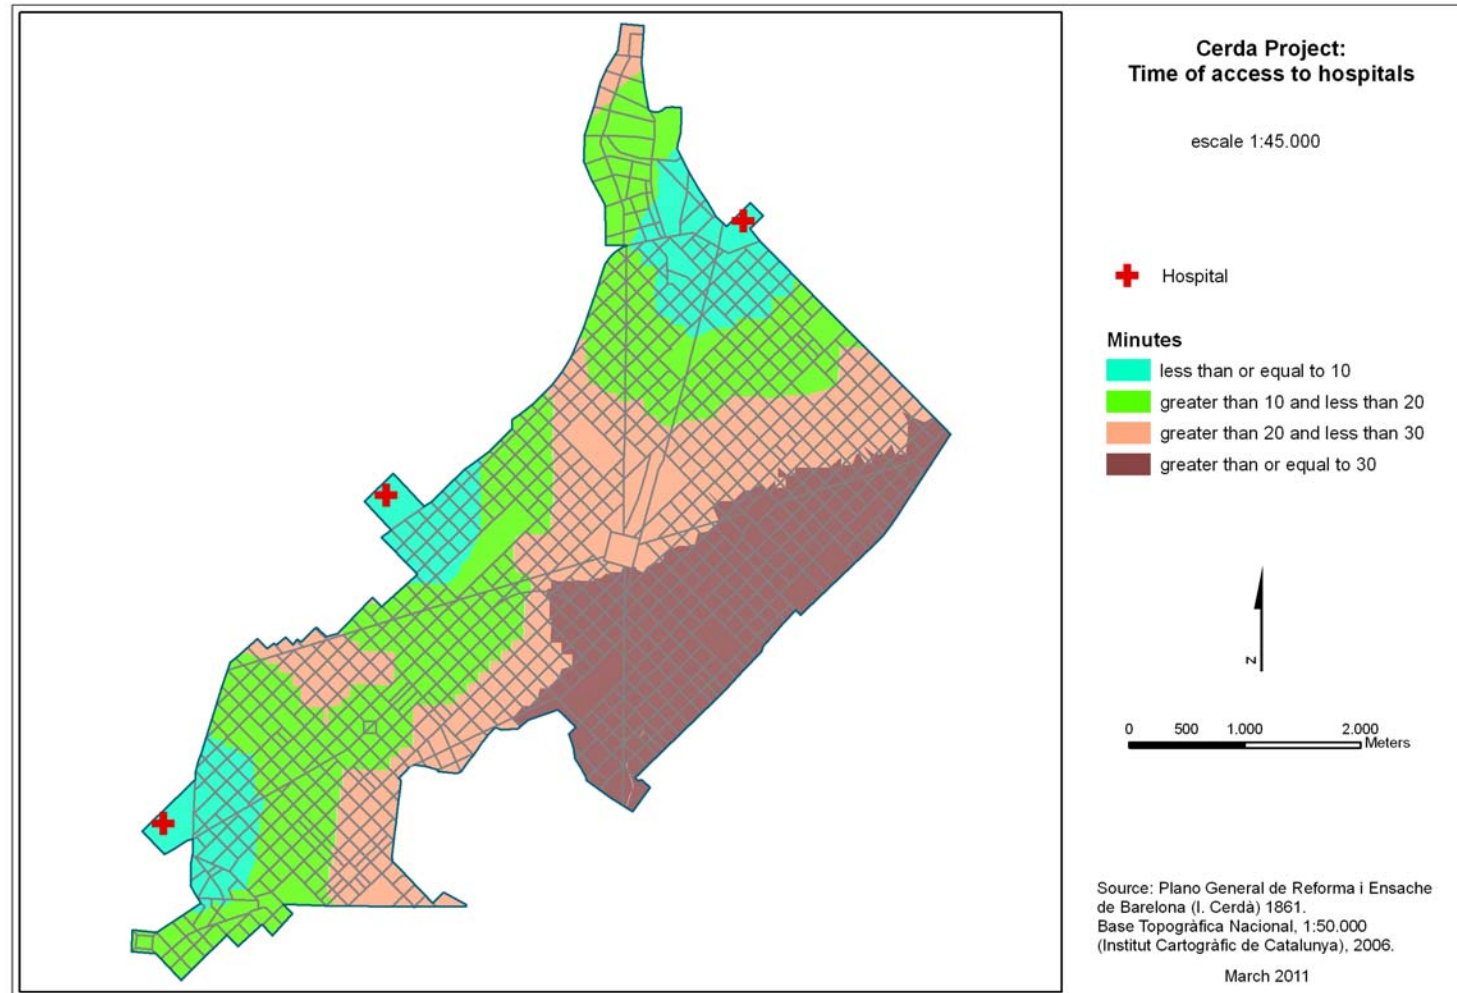 Cerda Project:
Time of access to hospitals
escale 1:45.000
Hospital
Minutes
less than or equal to 10
greater than 10 and less than 20
greater than 20 and less than 30
greater than or equal to 30
N
0 500 1.000 2.000
Meters
Source: Plano General de Reforma i Ensache
de Barelona (I. Cerdà) 1861.
Base Topogràfica Nacional, 1:50.000
(Institut Cartogràfic de Catalunya), 2006.
March 2011